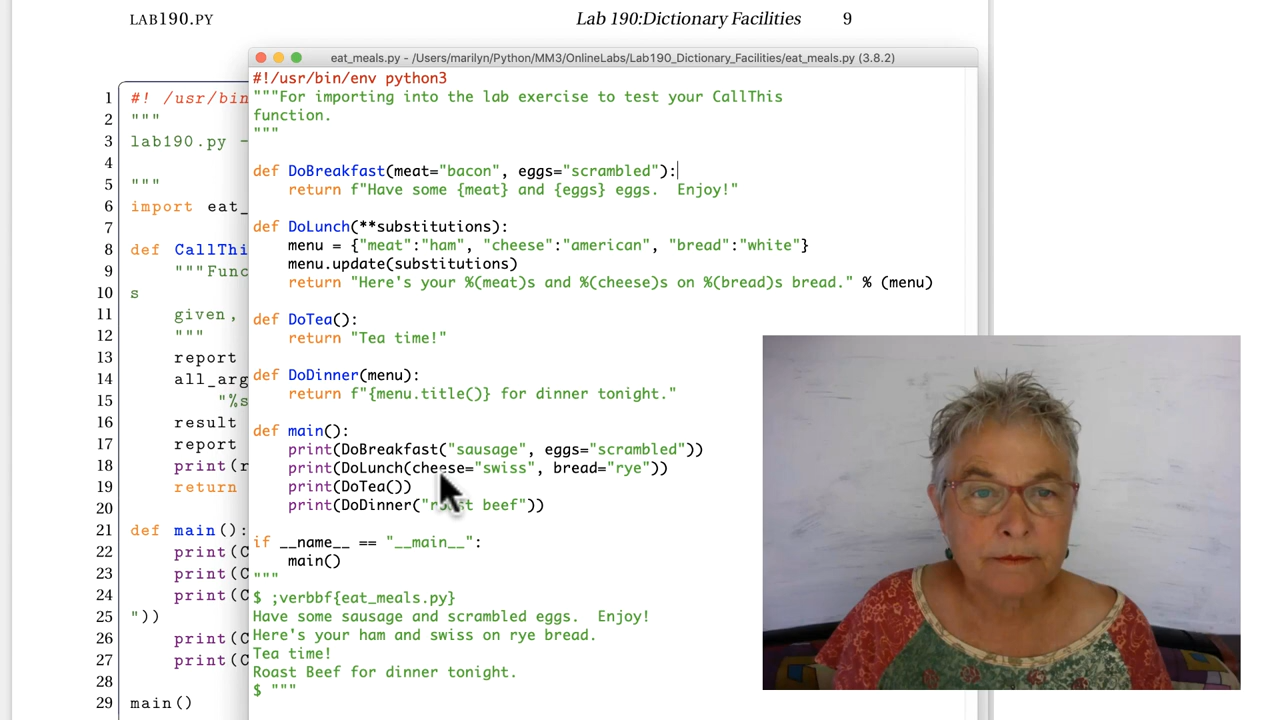 LAB190.PY Lab 190:Dictionary Facilities 9
eat_meals.py - /Users/marilyn/Python/MM3/OnlineLabs/Lab190_Dictionary_Facilities/eat_meals.py (3.8.2)
#!/usr/bin/env python3
"""For importing into the lab exercise to test your CallThis
function.
"""
def DoBreakfast(meat="bacon", eggs="scrambled"):
    return f"Have some {meat} and {eggs} eggs.  Enjoy!"
def DoLunch(**substitutions):
    menu = {"meat":"ham", "cheese":"american", "bread":"white"}
    menu.update(substitutions)
    return "Here's your %(meat)s and %(cheese)s on %(bread)s bread." % (menu)
def DoTea():
    return "Tea time!"
def DoDinner(menu):
    return f"{menu.title()} for dinner tonight."
def main():
    print(DoBreakfast("sausage", eggs="scrambled"))
    print(DoLunch(cheese="swiss", bread="rye"))
    print(DoTea())
    print(DoDinner("roast beef"))
if __name__ == "__main__":
    main()
"""
$ ;verbbf{eat_meals.py}
Have some sausage and scrambled eggs.  Enjoy!
Here's your ham and swiss on rye bread.
Tea time!
Roast Beef for dinner tonight.
$ """
1 #! /usr/bin
2 """
3 lab190.py -
4
5 """
6 import eat_
7
8 def CallThi
9 """Func
10 s
11 given,
12 """
13 report
14 all_arg
15 "%s
16 result
17 report
18 print(r
19 return
20
21 def main():
22 print(C
23 print(C
24 print(C
25 "))
26 print(C
27 print(C
28
29 main()